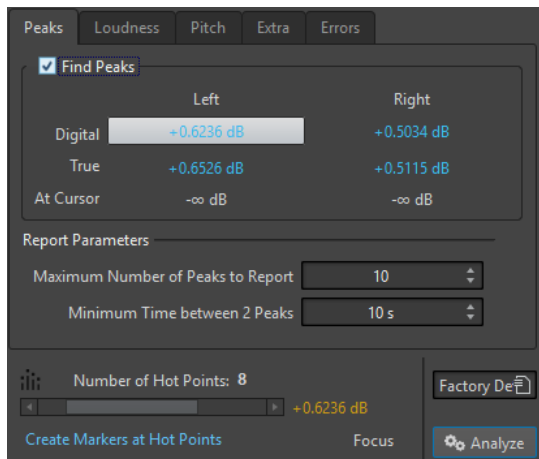 Peaks Loudness Pitch Extra Errors
Find Peaks
Left Right
Digital +0.6236 dB +0.5034 dB
True +0.6526 dB +0.5115 dB
At Cursor -∞ dB -∞ dB
Report Parameters
Maximum Number of Peaks to Report 10
Minimum Time between 2 Peaks 10 s
Number of Hot Points: 8
Factory De
+0.6236 dB
Create Markers at Hot Points Focus Analyze